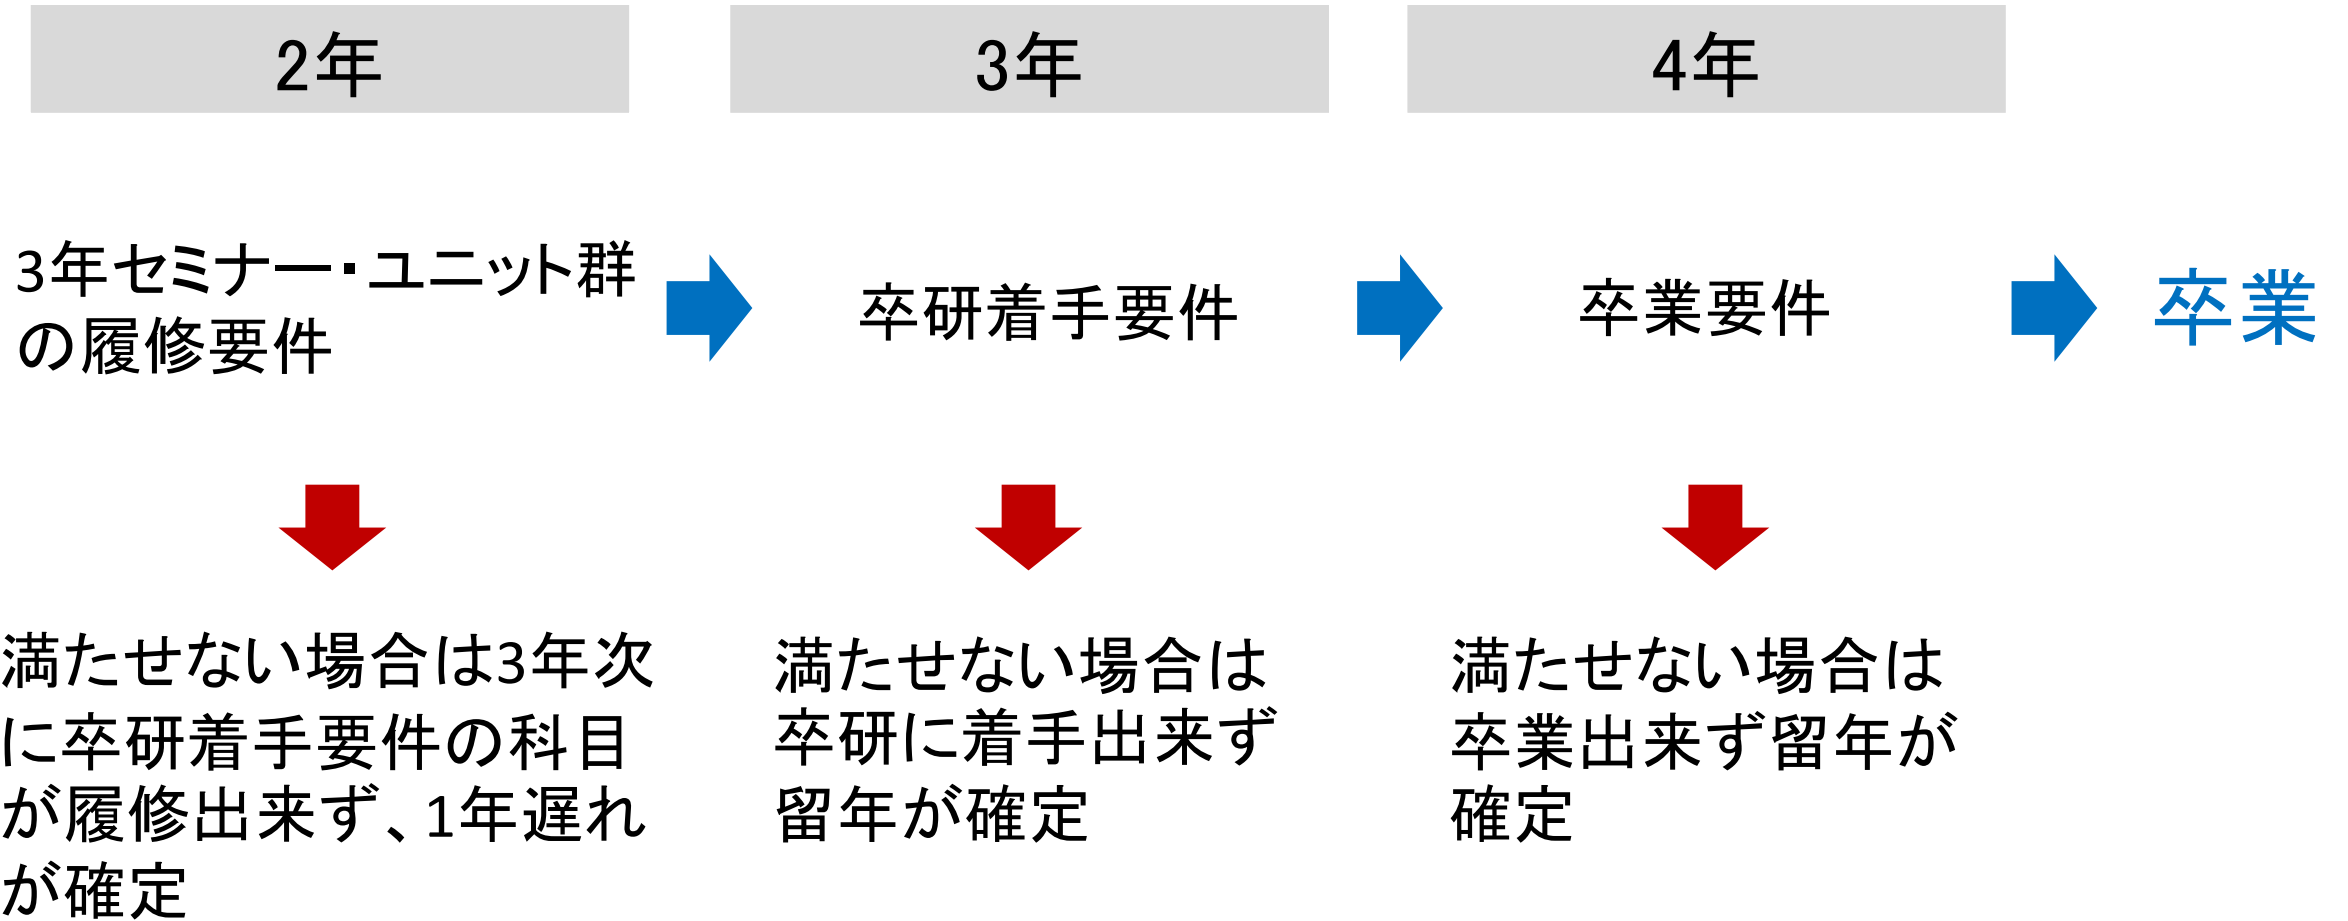 2年
3年
4年
3年セミナー・ユニット群
の履修要件
卒研着手要件
卒業要件
卒業
満たせない場合は3年次
に卒研着手要件の科目
が履修出来ず、1年遅れ
が確定
満たせない場合は
卒研に着手出来ず
留年が確定
満たせない場合は
卒業出来ず留年が
確定